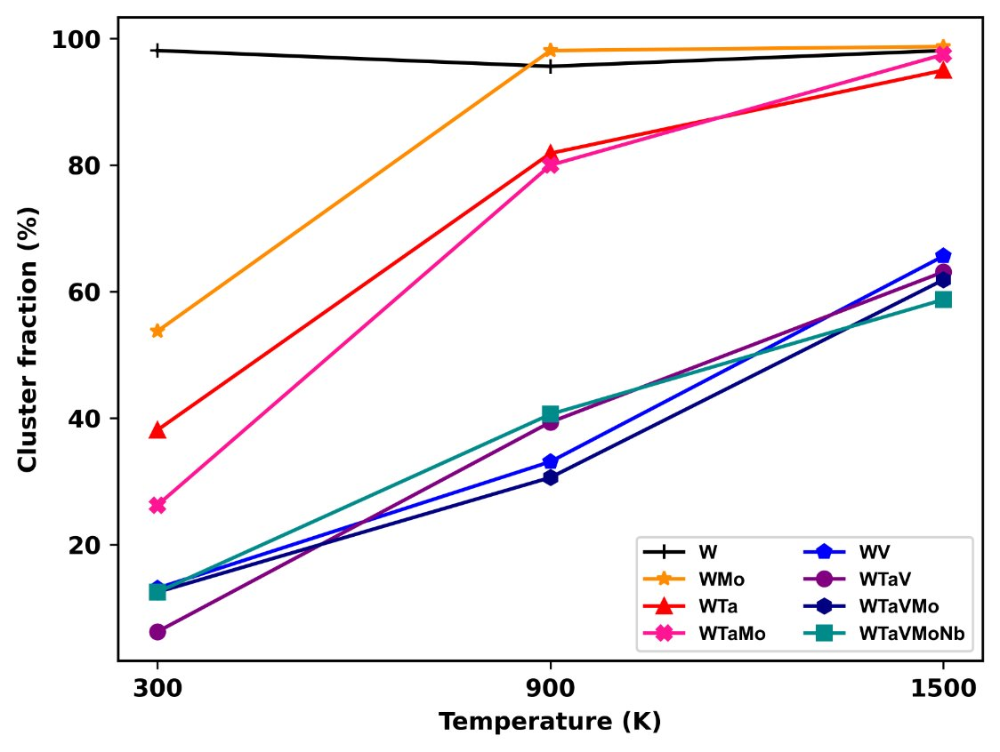 Cluster fraction (%)
100
80
60
40
20
300
900
1500
Temperature (K)
W
WMo
WTa
WTaMo
WV
WTaV
WTaVMo
WTaVMoNb